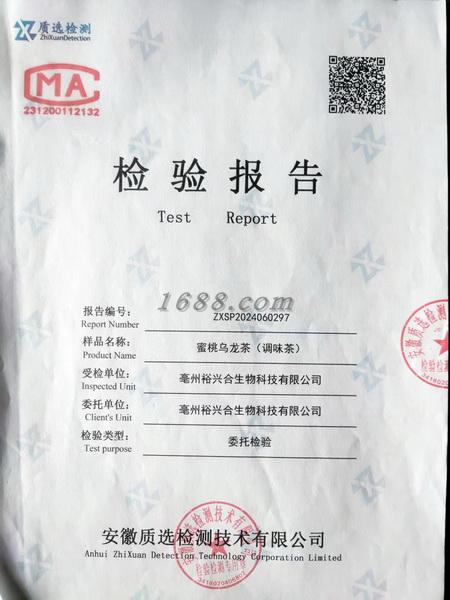 质选检测
ZhiXuanDetection
CMA
231200112132
检验报告
Test Report
1688.com
报告编号: ZXSP2024060297
Report Number
样品名称: 蜜桃乌龙茶（调味茶）
Product Name
受检单位: 亳州裕兴合生物科技有限公司
Inspected Unit
委托单位: 亳州裕兴合生物科技有限公司
Client's Unit
检验类型: 委托检验
Test purpose
安徽质选检测技术有限公司
Anhui ZhiXuan Detection Technology Corporation Limited